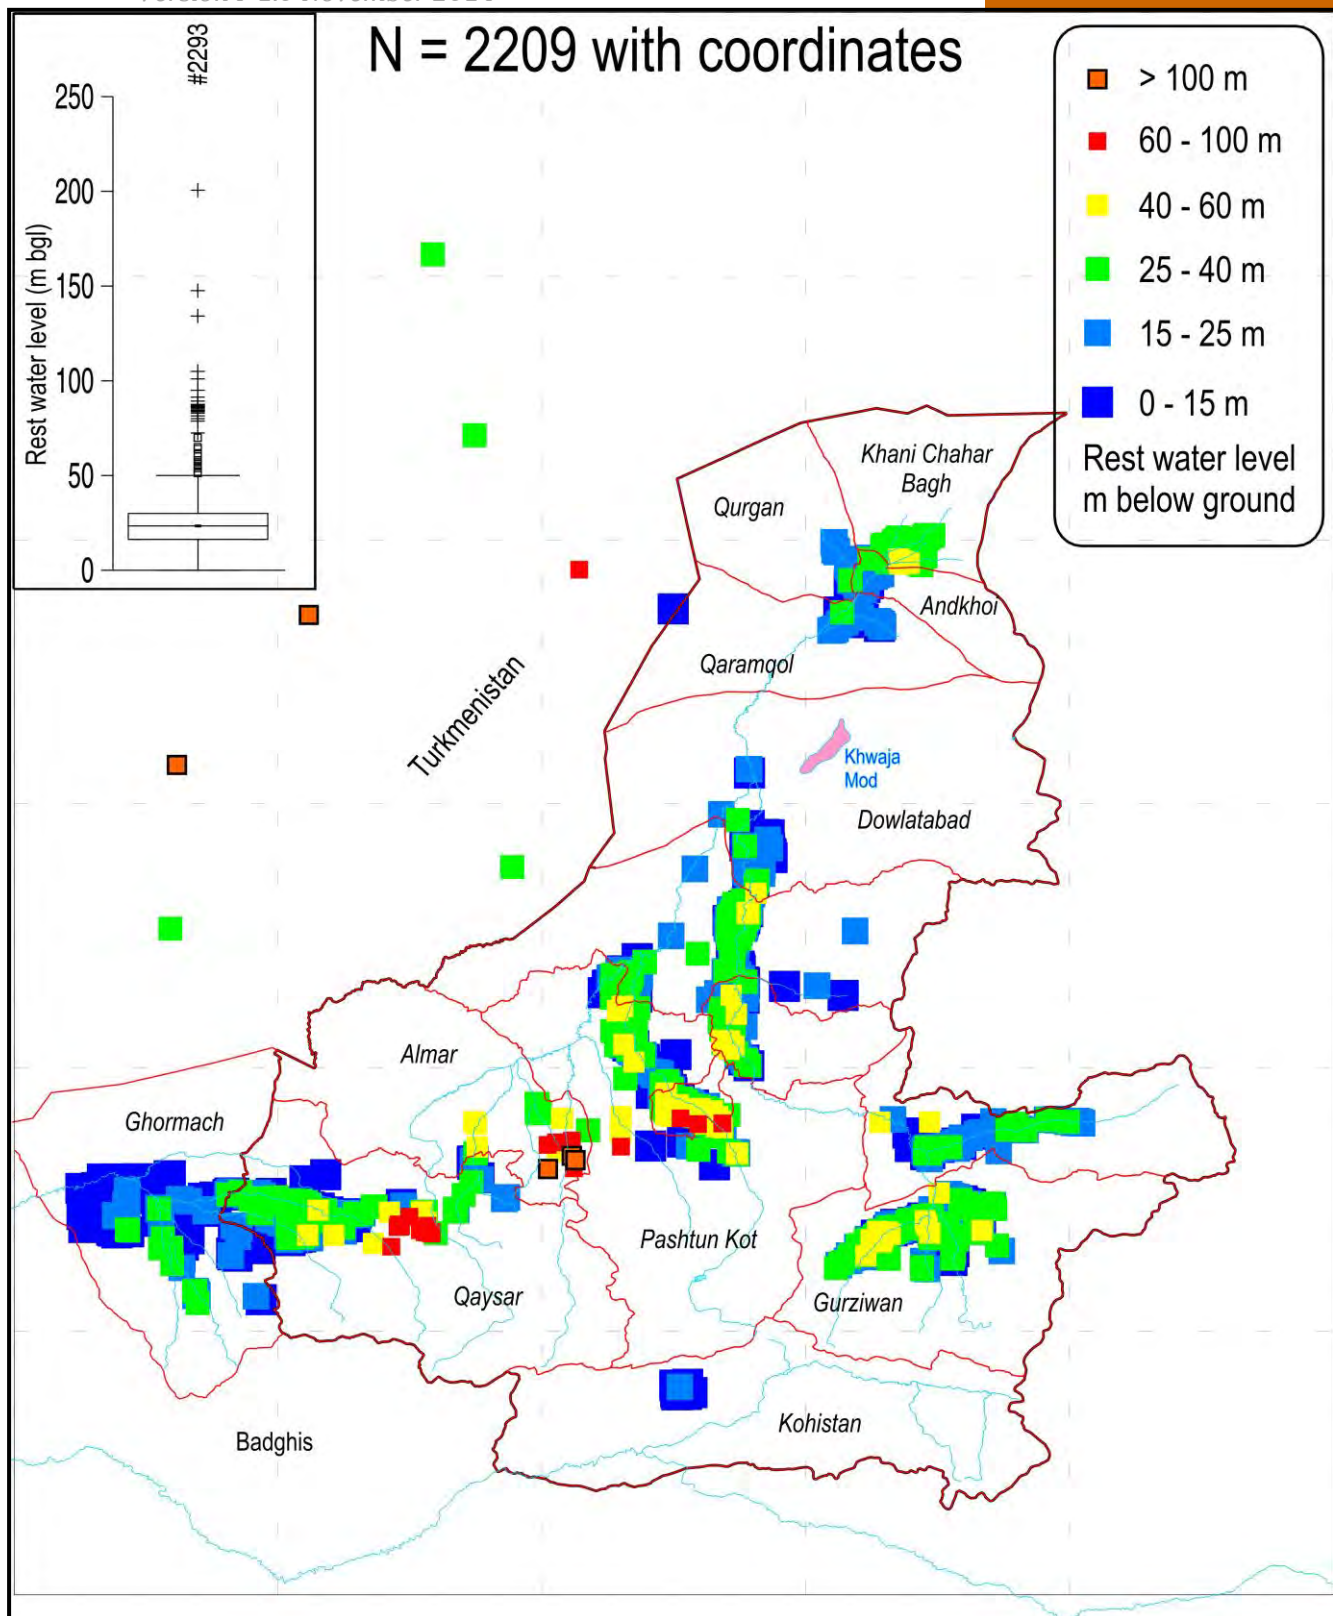 N = 2209 with coordinates
#2293
250
200
150
100
50
0
Rest water level (m bgl)
> 100 m
60 - 100 m
40 - 60 m
25 - 40 m
15 - 25 m
0 - 15 m
Rest water level
m below ground
Khani Chahar
Bagh
Qurgan
Andkhoi
Qaramqol
Turkmenistan
Khwaja
Mod
Dowlatabad
Almar
Ghormach
Pashtun Kot
Qaysar
Gurziwan
Kohistan
Badghis